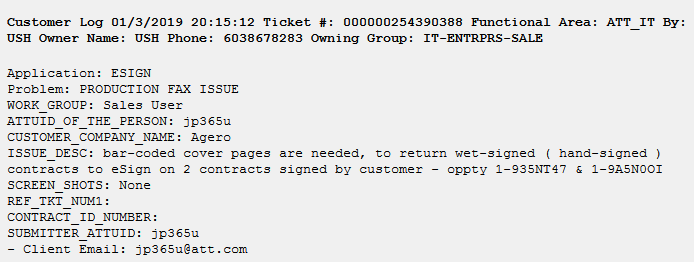 Customer Log 01/3/2019 20:15:12 Ticket #: 000000254390388 Functional Area: ATT_IT By:
USH Owner Name: USH Phone: 6038678283 Owning Group: IT-ENTRPRS-SALE
Application: ESIGN
Problem: PRODUCTION FAX ISSUE
WORK_GROUP: Sales User
ATTUID_OF_THE_PERSON: jp365u
CUSTOMER_COMPANY_NAME: Agero
ISSUE_DESC: bar-coded cover pages are needed, to return wet-signed ( hand-signed )
contracts to eSign on 2 contracts signed by customer - oppty 1-935NT47 & 1-9A5N0OI
SCREEN_SHOTS: None
REF_TKT_NUM1:
CONTRACT_ID_NUMBER:
SUBMITTER_ATTUID: jp365u
- Client Email: jp365u@att.com